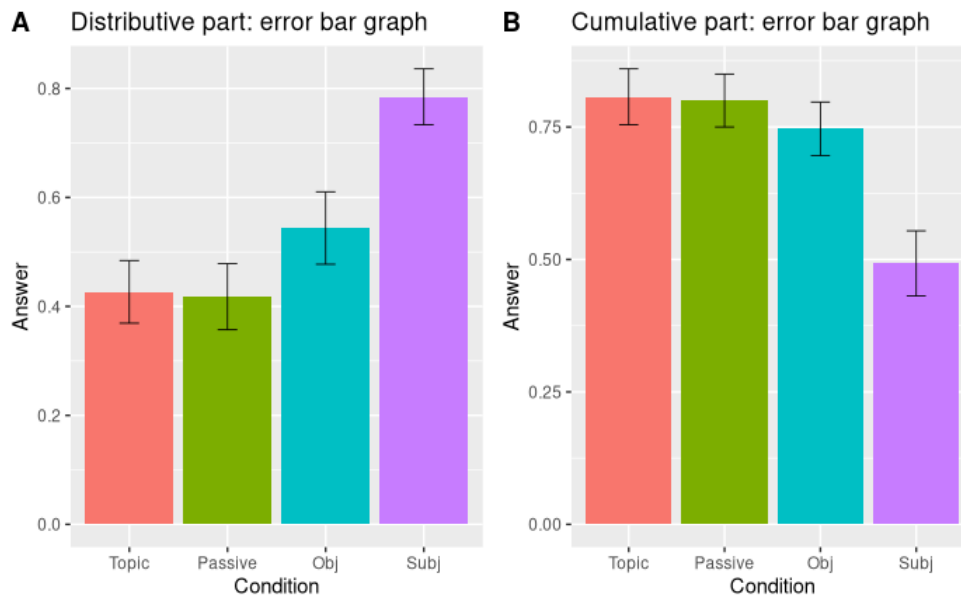 A Distributive part: error bar graph
Answer
0.8
0.6
0.4
0.2
0.0
Topic Passive Obj Subj
Condition
B Cumulative part: error bar graph
Answer
0.75
0.50
0.25
0.00
Topic Passive Obj Subj
Condition